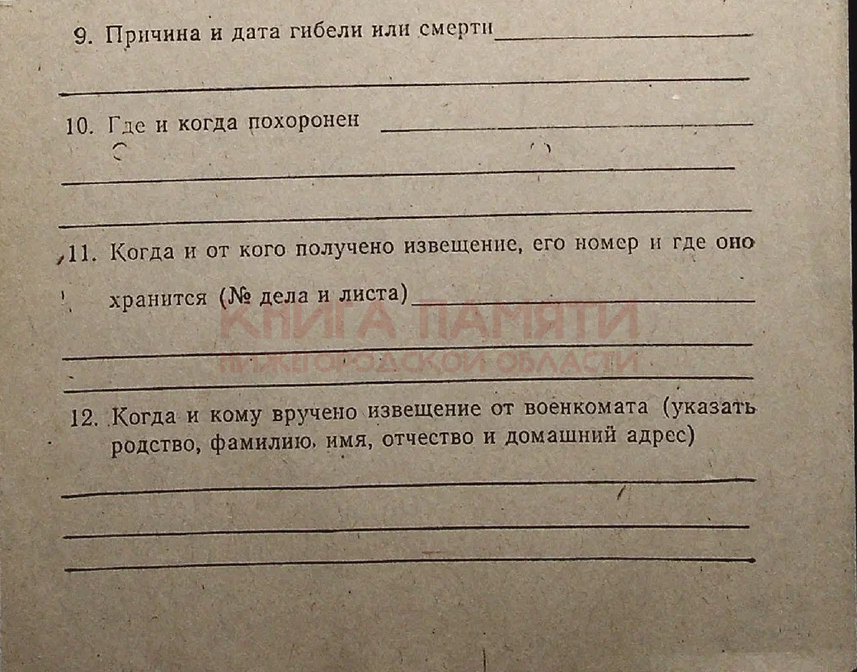 9. Причина и дата гибели или смерти
10. Где и когда похоронен
11. Когда и от кого получено извещение, его номер и где оно
хранится (№ дела и листа)
КНИГА ПАМЯТИ
НИЖЕГОРОДСКОЙ ОБЛАСТИ
12. Когда и кому вручено извещение от военкомата (указать
родство, фамилию, имя, отчество и домашний адрес)